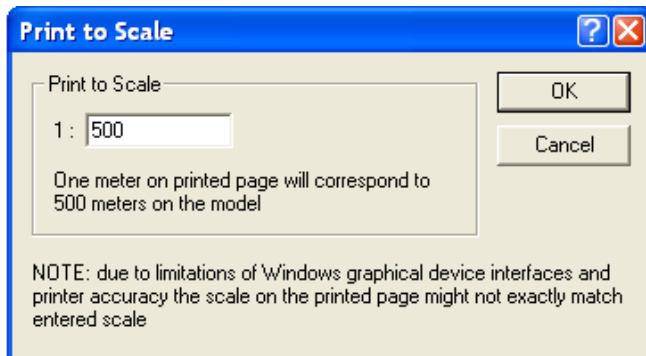 Print to Scale
Print to Scale
1 : 500
One meter on printed page will correspond to
500 meters on the model
OK
Cancel
NOTE: due to limitations of Windows graphical device interfaces and
printer accuracy the scale on the printed page might not exactly match
entered scale